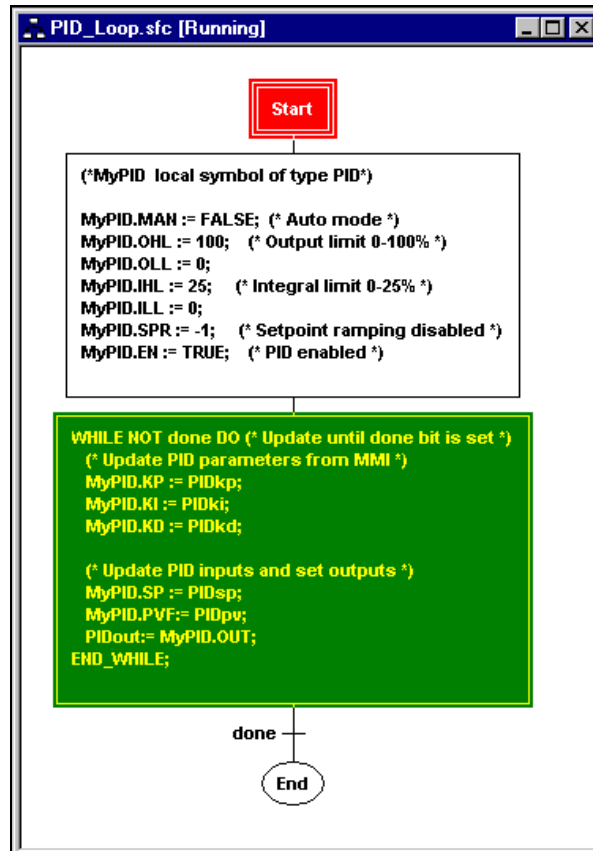 PID_Loop.sfc [Running]
Start
(*MyPID local symbol of type PID*)
MyPID.MAN := FALSE; (* Auto mode *)
MyPID.OHL := 100; (* Output limit 0-100% *)
MyPID.OLL := 0;
MyPID.IHL := 25; (* Integral limit 0-25% *)
MyPID.ILL := 0;
MyPID.SPR := -1; (* Setpoint ramping disabled *)
MyPID.EN := TRUE; (* PID enabled *)
WHILE NOT done DO (* Update until done bit is set *)
(* Update PID parameters from MMI *)
MyPID.KP := PIDkp;
MyPID.KI := PIDki;
MyPID.KD := PIDkd;
(* Update PID inputs and set outputs *)
MyPID.SP := PIDsp;
MyPID.PVF:= PIDpv;
PIDout:= MyPID.OUT;
END_WHILE;
done
End